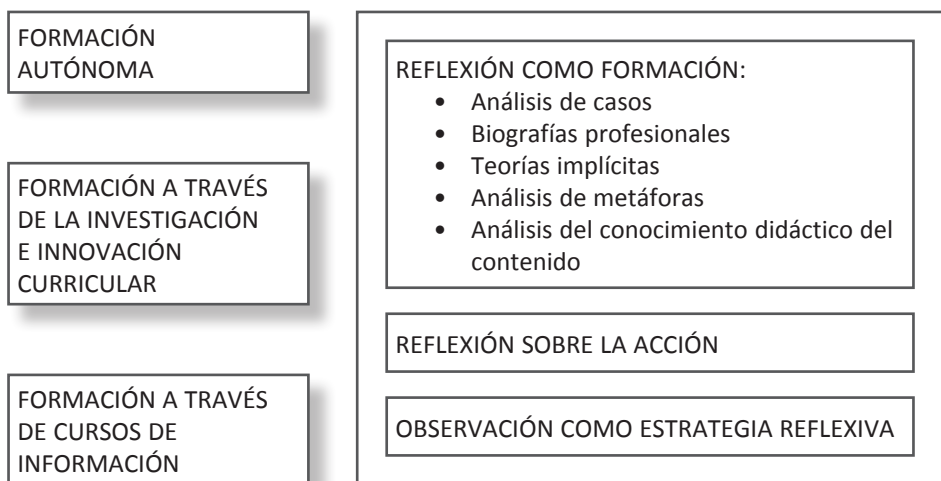 FORMACIÓN
AUTÓNOMA
FORMACIÓN A TRAVÉS
DE LA INVESTIGACIÓN
E INNOVACIÓN
CURRICULAR
FORMACIÓN A TRAVÉS
DE CURSOS DE
INFORMACIÓN
REFLEXIÓN COMO FORMACIÓN:
• Análisis de casos
• Biografías profesionales
• Teorías implícitas
• Análisis de metáforas
• Análisis del conocimiento didáctico del
contenido
REFLEXIÓN SOBRE LA ACCIÓN
OBSERVACIÓN COMO ESTRATEGIA REFLEXIVA